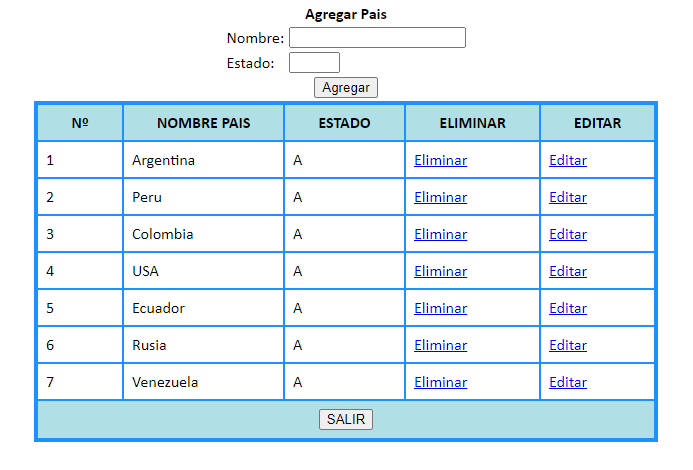 Agregar Pais
Nombre:
Estado:
Agregar
Nº NOMBRE PAIS ESTADO ELIMINAR EDITAR
1 Argentina A Eliminar Editar
2 Peru A Eliminar Editar
3 Colombia A Eliminar Editar
4 USA A Eliminar Editar
5 Ecuador A Eliminar Editar
6 Rusia A Eliminar Editar
7 Venezuela A Eliminar Editar
SALIR